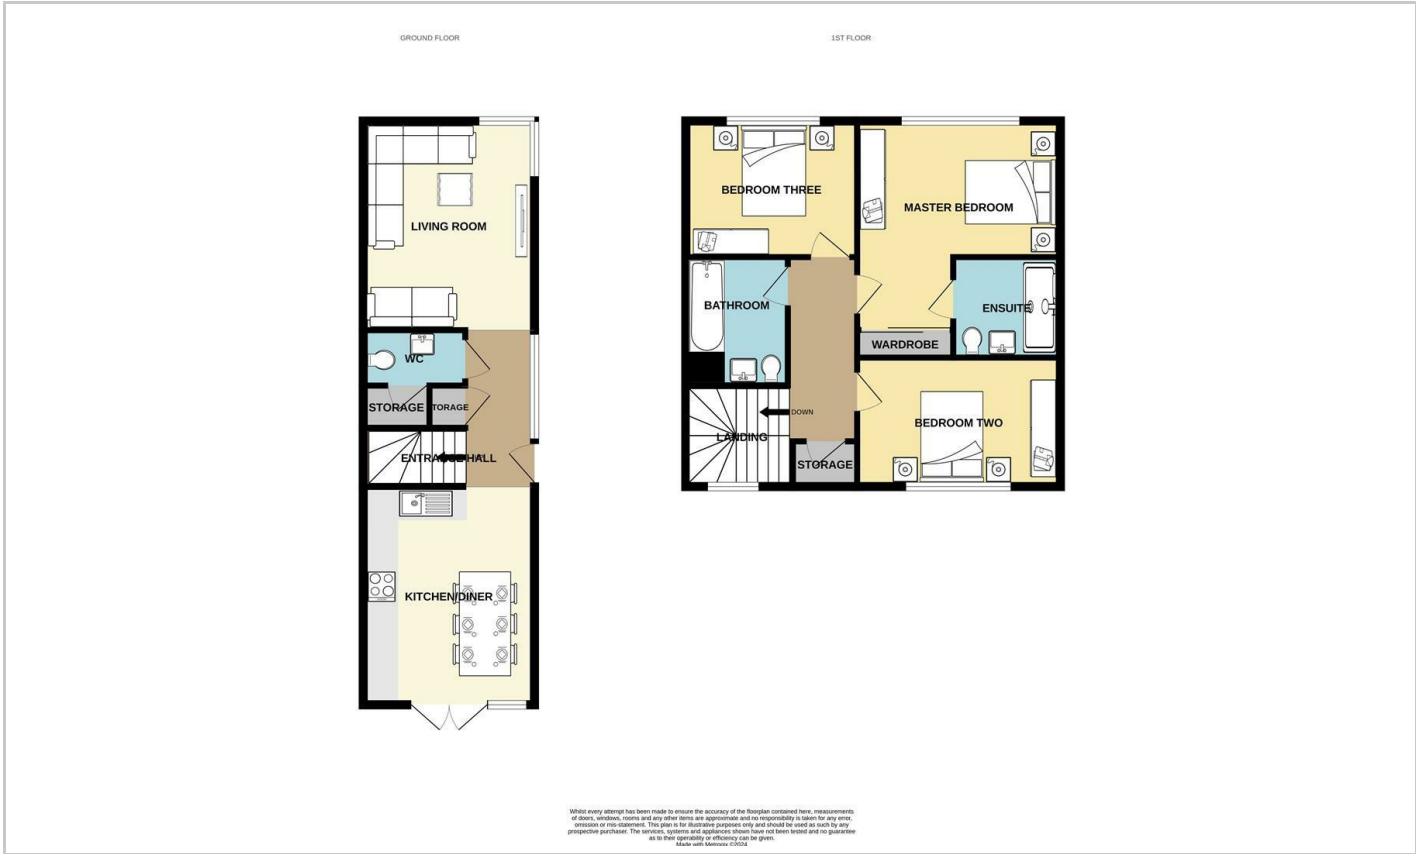 GROUND FLOOR
LIVING ROOM
WC
STORAGE
TORAGE
ENTRANCE HALL
KITCHEN/DINER
1ST FLOOR
BEDROOM THREE
MASTER BEDROOM
BATHROOM
ENSUITE
WARDROBE
DOWN
LANDING
BEDROOM TWO
STORAGE
Whilst every attempt has been made to ensure the accuracy of the floorplan contained here, measurements
of doors, windows, rooms and any other items are approximate and no responsibility is taken for any error,
omission or mis-statement. This plan is for illustrative purposes only and should be used as such by any
prospective purchaser. The services, systems and appliances shown have not been tested and no guarantee
as to their operability or efficiency can be given.
Made with Metropix ©2024